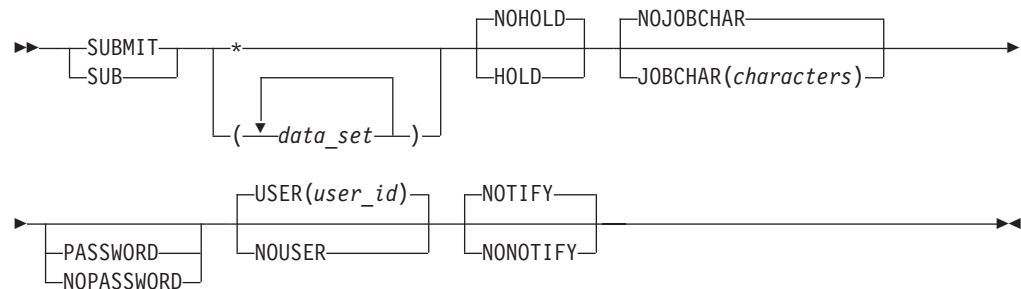 NOHOLD NOJOBCHAR
SUBMIT * HOLD JOBCHAR(characters)
SUB
( data_set )
USER(user_id) NOTIFY
PASSWORD NOUSER NONOTIFY
NOPASSWORD